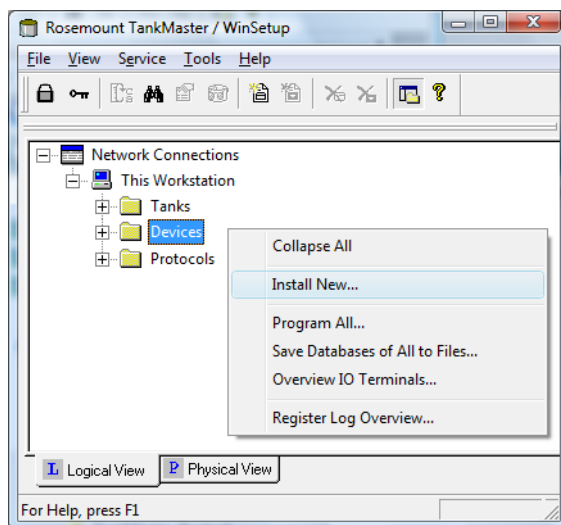 Rosemount TankMaster / WinSetup
File View Service Tools Help
Network Connections
This Workstation
Tanks
Devices
Protocols
Collapse All
Install New...
Program All...
Save Databases of All to Files...
Overview IO Terminals...
Register Log Overview...
L Logical View P Physical View
For Help, press F1